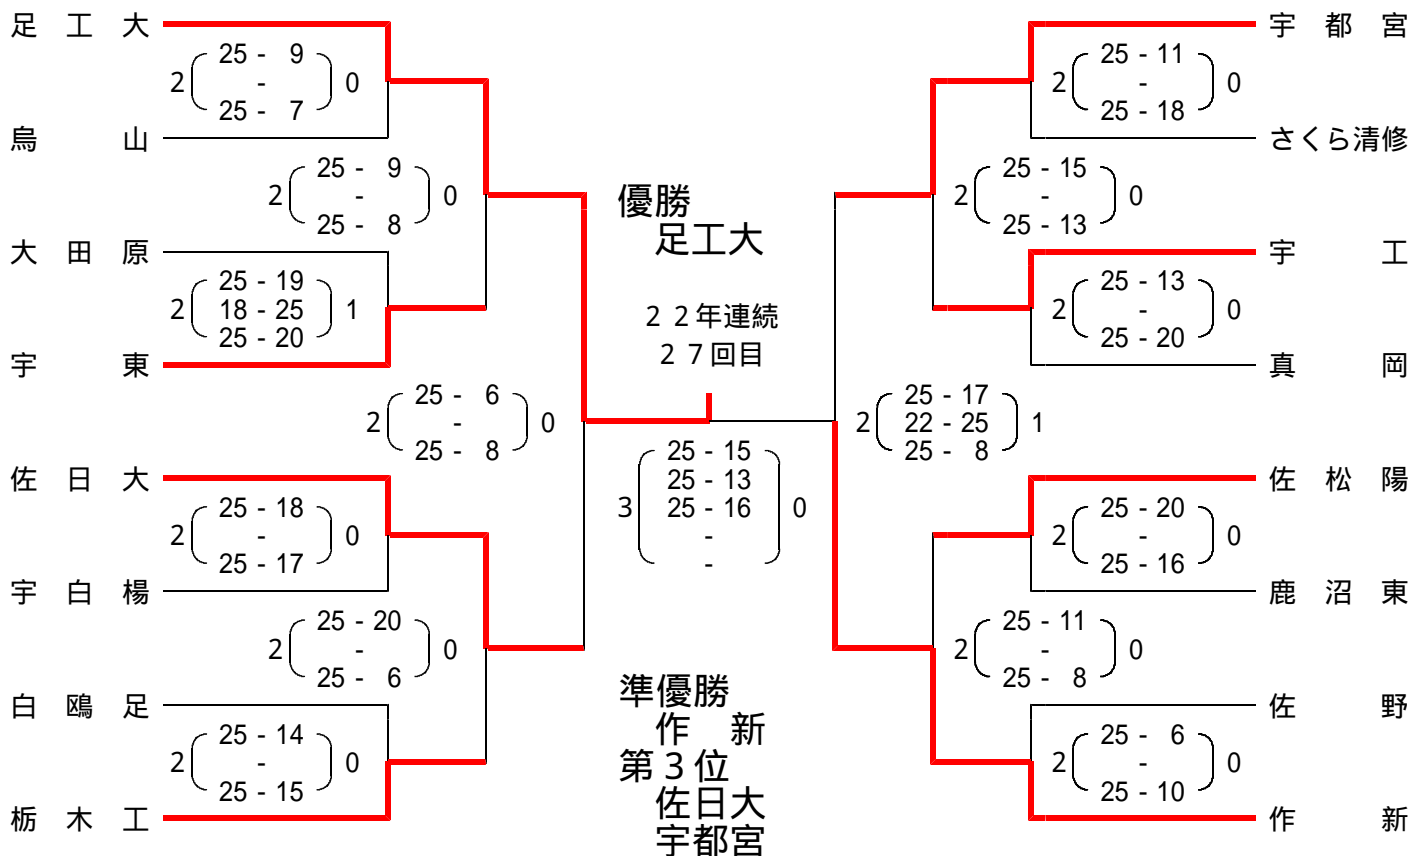 足工大
25 - 9
2 - 0
25 - 7
烏山
25 - 9
2 - 0
25 - 8
大田原
25 - 19
2 18 - 25 1
25 - 20
宇東
25 - 6
2 - 0
25 - 8
佐日大
25 - 18
2 - 0
25 - 17
宇白楊
25 - 20
2 - 0
25 - 6
白鴎足
25 - 14
2 - 0
25 - 15
栃木工
優勝
足工大
22年連続
27回目
25 - 15
25 - 13
3 25 - 16 0
-
-
準優勝
作新
第3位
佐日大
宇都宮
宇都宮
25 - 11
2 - 0
25 - 18
さくら清修
25 - 15
2 - 0
25 - 13
宇工
25 - 13
2 - 0
25 - 20
真岡
25 - 17
2 22 - 25 1
25 - 8
佐松陽
25 - 20
2 - 0
25 - 16
鹿沼東
25 - 11
2 - 0
25 - 8
佐野
25 - 6
2 - 0
25 - 10
作新